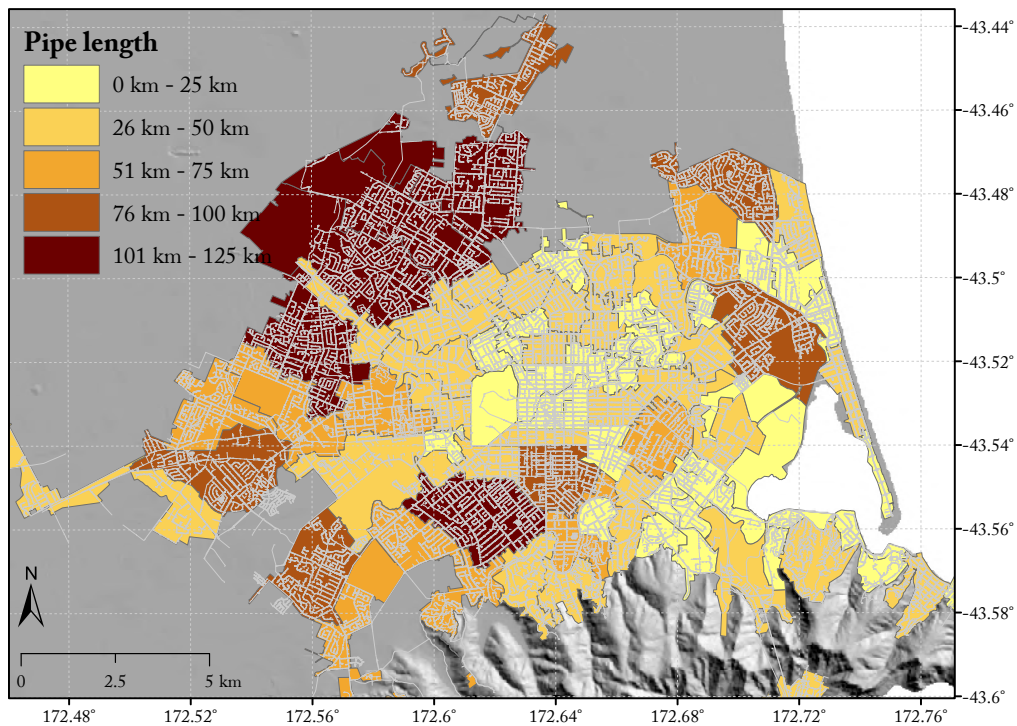 Pipe length
0 km - 25 km
26 km - 50 km
51 km - 75 km
76 km - 100 km
101 km - 125 km
N
0 2.5 5 km
-43.44°
-43.46°
-43.48°
-43.5°
-43.52°
-43.54°
-43.56°
-43.58°
-43.6°
172.48 172.52 172.56 172.6 172.64 172.68 172.72 172.76